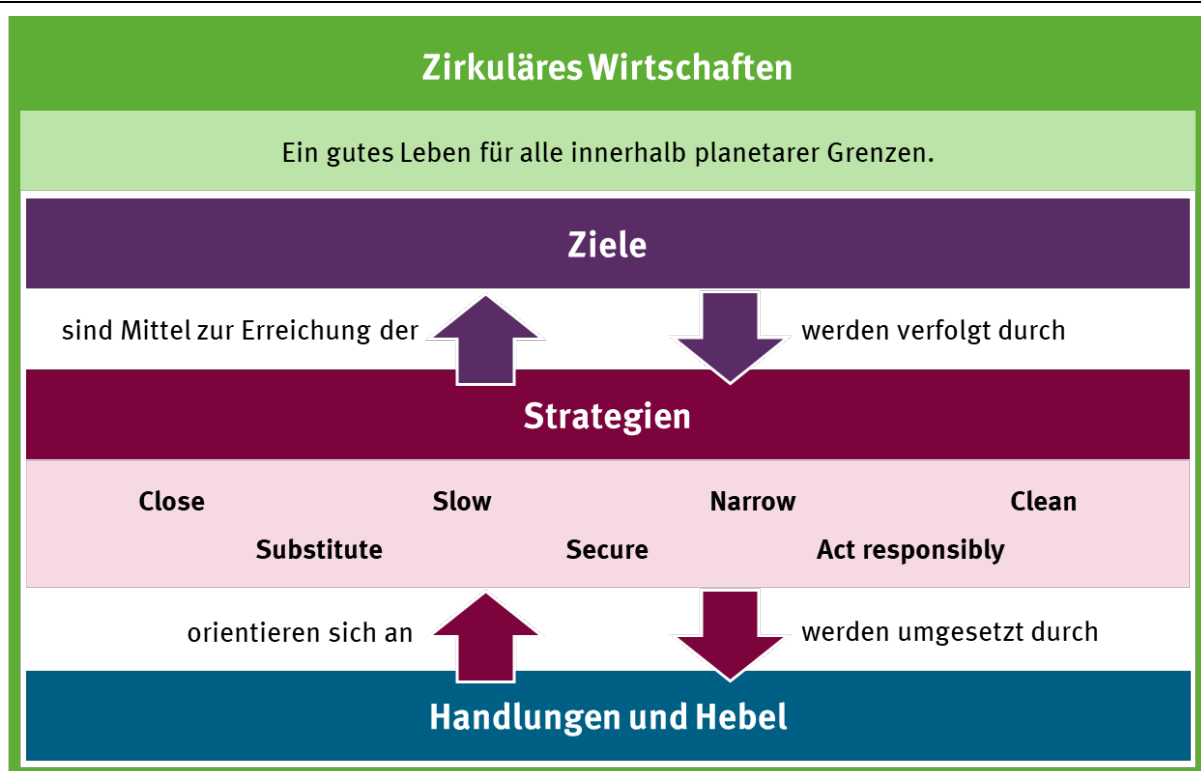 Zirkuläres Wirtschaften
Ein gutes Leben für alle innerhalb planetarer Grenzen.
Ziele
sind Mittel zur Erreichung der
werden verfolgt durch
Strategien
Close Slow Narrow Clean
Substitute Secure Act responsibly
orientieren sich an
werden umgesetzt durch
Handlungen und Hebel